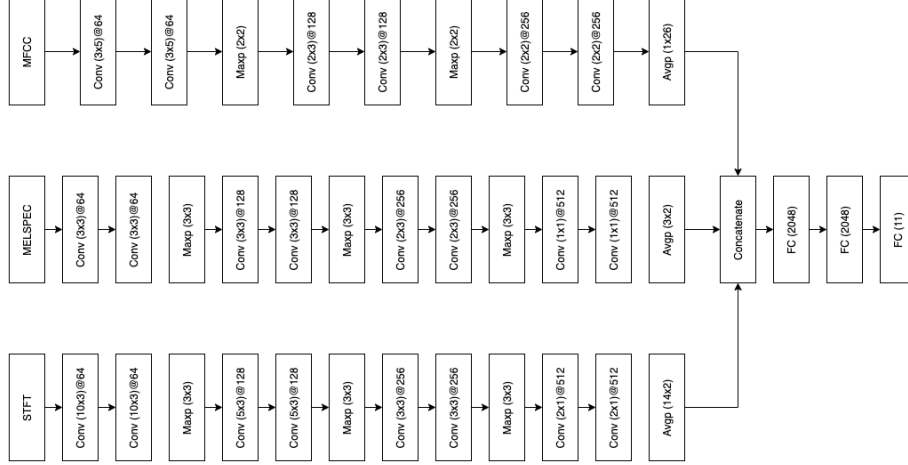 MFCC
Conv (3x5)@64
Conv (3x5)@64
Maxp (2x2)
Conv (2x3)@128
Conv (2x3)@128
Maxp (2x2)
Conv (2x2)@256
Conv (2x2)@256
Avgp (1x26)
MELSPEC
Conv (3x3)@64
Conv (3x3)@64
Maxp (3x3)
Conv (3x3)@128
Conv (3x3)@128
Maxp (3x3)
Conv (2x3)@256
Conv (2x3)@256
Maxp (3x3)
Conv (1x1)@512
Conv (1x1)@512
Avgp (3x2)
Concatenate
FC (2048)
FC (2048)
FC (11)
STFT
Conv (10x3)@64
Conv (10x3)@64
Maxp (3x3)
Conv (5x3)@128
Conv (5x3)@128
Maxp (3x3)
Conv (3x3)@256
Conv (3x3)@256
Maxp (3x3)
Conv (2x1)@512
Conv (2x1)@512
Avgp (14x2)